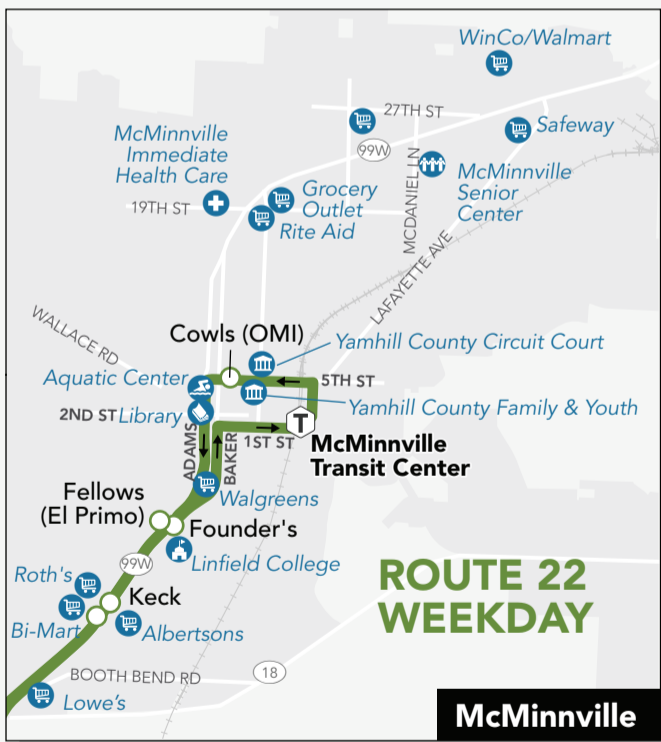 WinCo/Walmart
27TH ST
99W
Safeway
McMinnville
Immediate
Health Care
MCDANIEL LN
McMinnville
Senior
Center
19TH ST
Grocery
Outlet
Rite Aid
LAFAYETTE AVE
WALLACE RD
Cowls (OMI)
Yamhill County Circuit Court
Aquatic Center
5TH ST
2ND ST
Library
Yamhill County Family & Youth
T
ADAMS
BAKER
1ST ST
McMinnville
Transit Center
Walgreens
Fellows
(El Primo)
Founder's
99W
Linfield College
Roth's
Keck
Bi-Mart
Albertsons
ROUTE 22
WEEKDAY
BOOTH BEND RD
18
Lowe's
McMinnville